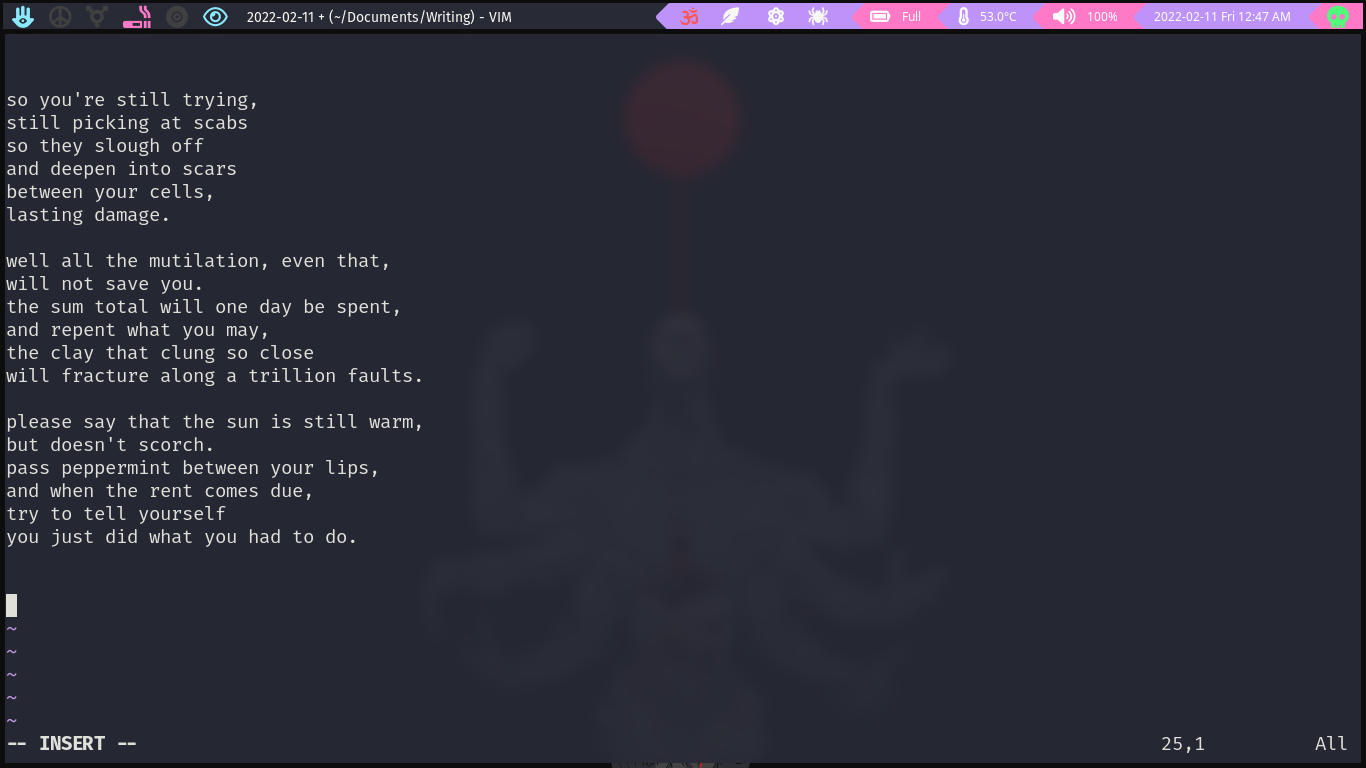 2022-02-11 + (~/Documents/Writing) - VIM
ॐ
Full
53.0°C
100%
2022-02-11 Fri 12:47 AM
so you're still trying,
still picking at scabs
so they slough off
and deepen into scars
between your cells,
lasting damage.
well all the mutilation, even that,
will not save you.
the sum total will one day be spent,
and repent what you may,
the clay that clung so close
will fracture along a trillion faults.
please say that the sun is still warm,
but doesn't scorch.
pass peppermint between your lips,
and when the rent comes due,
try to tell yourself
you just did what you had to do.
~
~
~
~
~
-- INSERT --
25,1
All